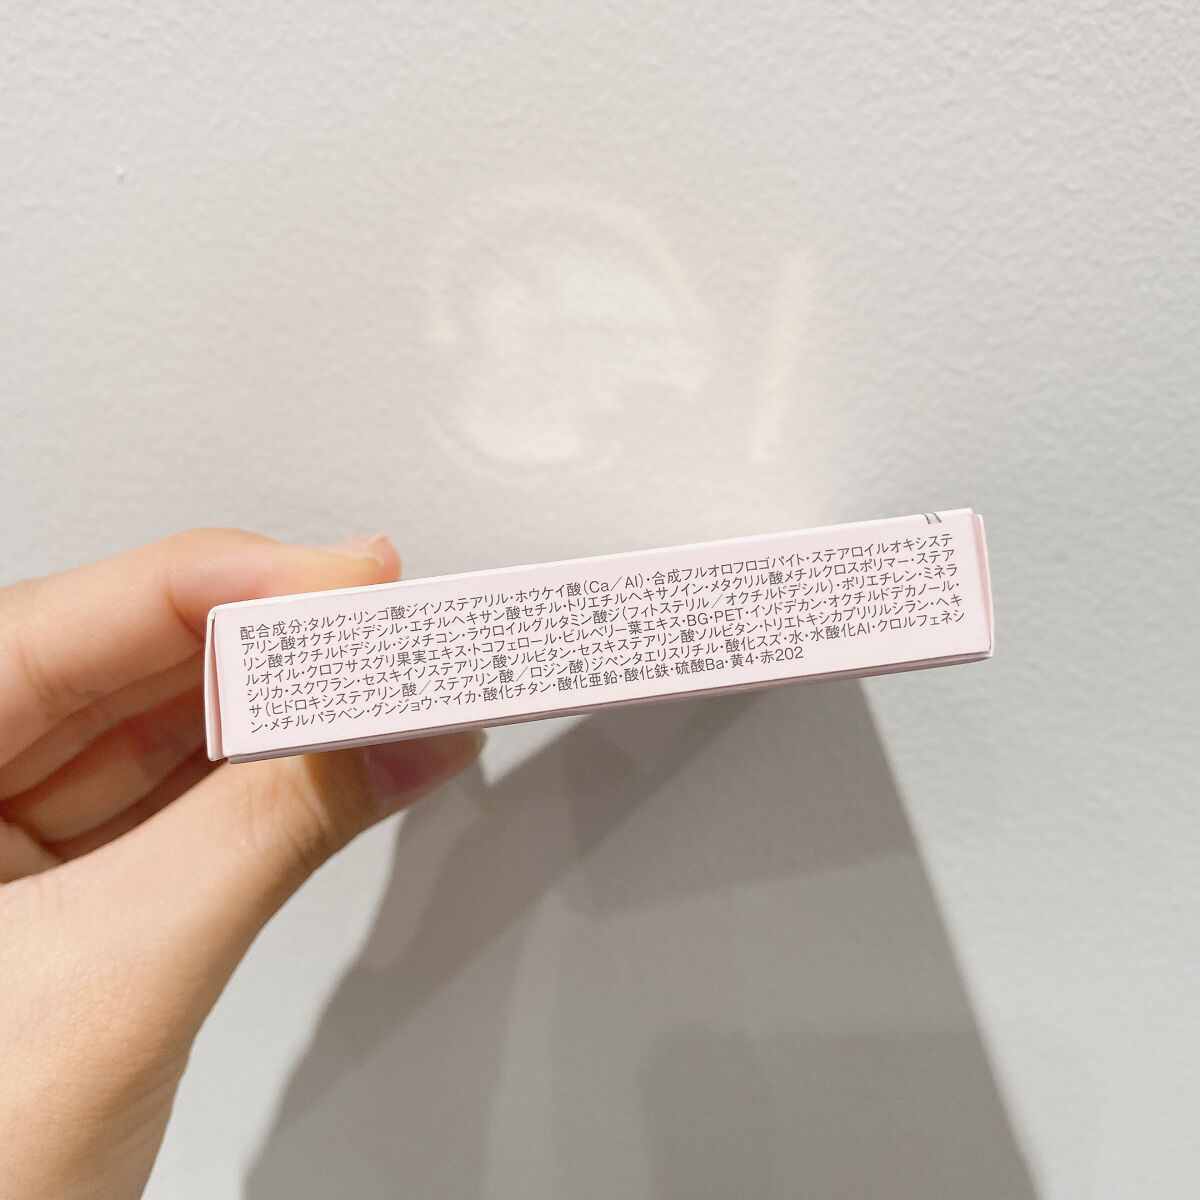 配合成分:タルク・リンゴ酸ジイソステアリル・ホウケイ酸(Ca/Al)・合成フルオロフロゴパイト・ステアロイルオキシステ
アリン酸オクチルドデシル・エチルヘキサン酸セチル・トリエチルヘキサノイン・メタクリル酸メチルクロスポリマー・ステア
リン酸オクチルドデシル・ジメチコン・ラウロイルグルタミン酸ジ(フィトステリル/オクチルドデシル)・ポリエチレン・ミネラ
ルオイル・クロフサスグリ果実エキス・トコフェロール・ビルベリー葉エキス・BG・PET・イソドデカン・オクチルドデカノール・
シリカ・スクワラン・セスキイソステアリン酸ソルビタン・セスキステアリン酸ソルビタン・トリエトキシカプリリルシラン・ヘキ
サ(ヒドロキシステアリン酸/ステアリン酸/ロジン酸)ジペンタエリスリチル・酸化スズ・水・水酸化Al・クロルフェネシ
ン・メチルパラベン・グンジョウ・マイカ・酸化チタン・酸化亜鉛・酸化鉄・硫酸Ba・黄4・赤202